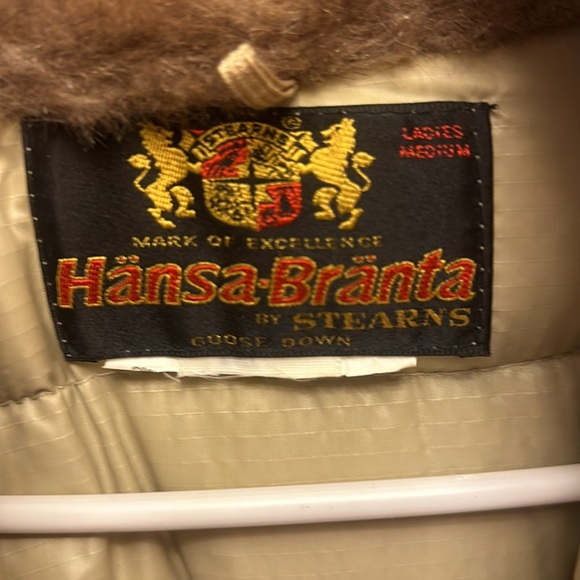 STEARNS
©
LADIES
MEDIUM
MARK OF EXCELLENCE
Hänsa-Bränta
BY STEARNS
GOOSE DOWN